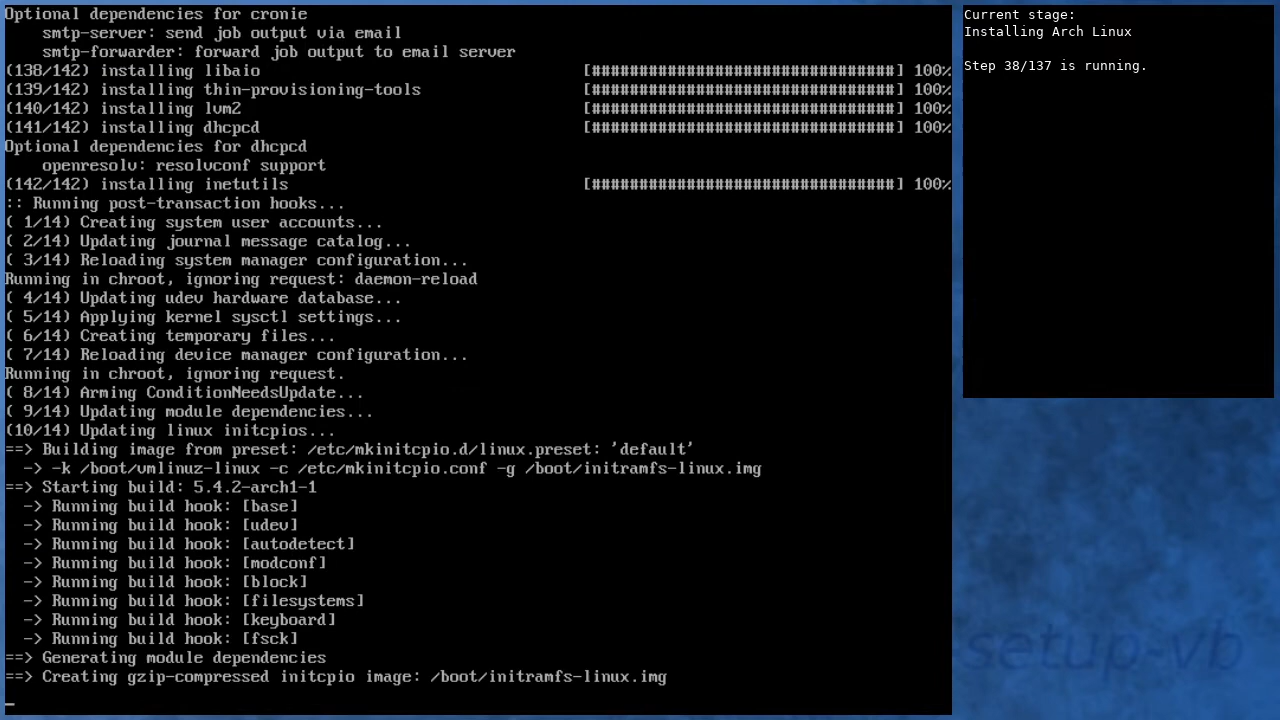 Optional dependencies for cronie
    smtp-server: send job output via email
    smtp-forwarder: forward job output to email server
(138/142) installing libaio [################################] 100%
(139/142) installing thin-provisioning-tools [################################] 100%
(140/142) installing lvm2 [################################] 100%
(141/142) installing dhcpcd [################################] 100%
Optional dependencies for dhcpcd
    openresolv: resolvconf support
(142/142) installing inetutils [################################] 100%
:: Running post-transaction hooks...
( 1/14) Creating system user accounts...
( 2/14) Updating journal message catalog...
( 3/14) Reloading system manager configuration...
Running in chroot, ignoring request: daemon-reload
( 4/14) Updating udev hardware database...
( 5/14) Applying kernel sysctl settings...
( 6/14) Creating temporary files...
( 7/14) Reloading device manager configuration...
Running in chroot, ignoring request.
( 8/14) Arming ConditionNeedsUpdate...
( 9/14) Updating module dependencies...
(10/14) Updating linux initcpios...
==> Building image from preset: /etc/mkinitcpio.d/linux.preset: 'default'
  -> -k /boot/vmlinuz-linux -c /etc/mkinitcpio.conf -g /boot/initramfs-linux.img
==> Starting build: 5.4.2-arch1-1
  -> Running build hook: [base]
  -> Running build hook: [udev]
  -> Running build hook: [autodetect]
  -> Running build hook: [modconf]
  -> Running build hook: [block]
  -> Running build hook: [filesystems]
  -> Running build hook: [keyboard]
  -> Running build hook: [fsck]
==> Generating module dependencies
==> Creating gzip-compressed initcpio image: /boot/initramfs-linux.img
_
Current stage:
Installing Arch Linux
Step 38/137 is running.
setup-vb